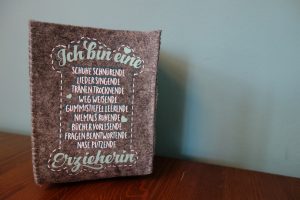 Ich bin eine
SCHUHE SCHNÜRENDE
LIEDER SINGENDE
TRÄNEN TROCKNENDE
WEG WEISENDE
GUMMISTIEFEL LEERENDE
NIEMALS RUHENDE
BÜCHER VORLESENDE
FRAGEN BEANTWORTENDE
NASE PUTZENDE
Erzieherin